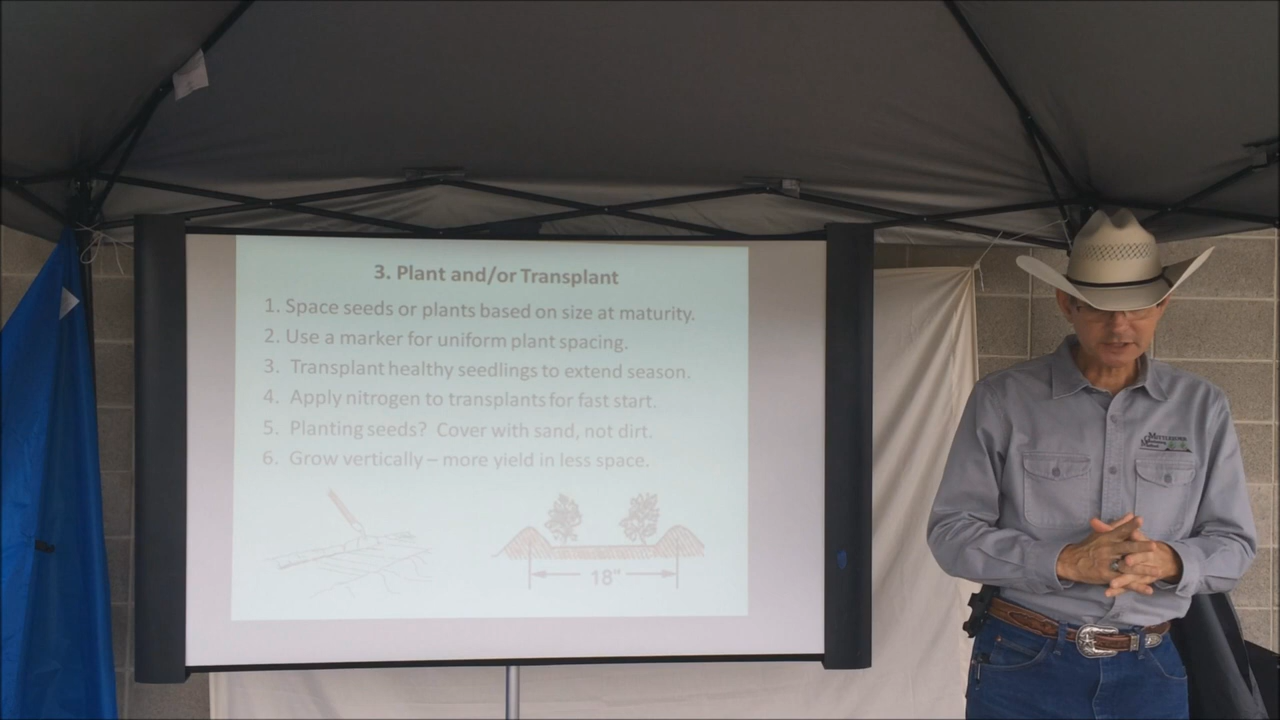 3. Plant and/or Transplant
1. Space seeds or plants based on size at maturity.
2. Use a marker for uniform plant spacing.
3. Transplant healthy seedlings to extend season.
4. Apply nitrogen to transplants for fast start.
5. Planting seeds? Cover with sand, not dirt.
6. Grow vertically – more yield in less space.
18"
MITTLEIDER